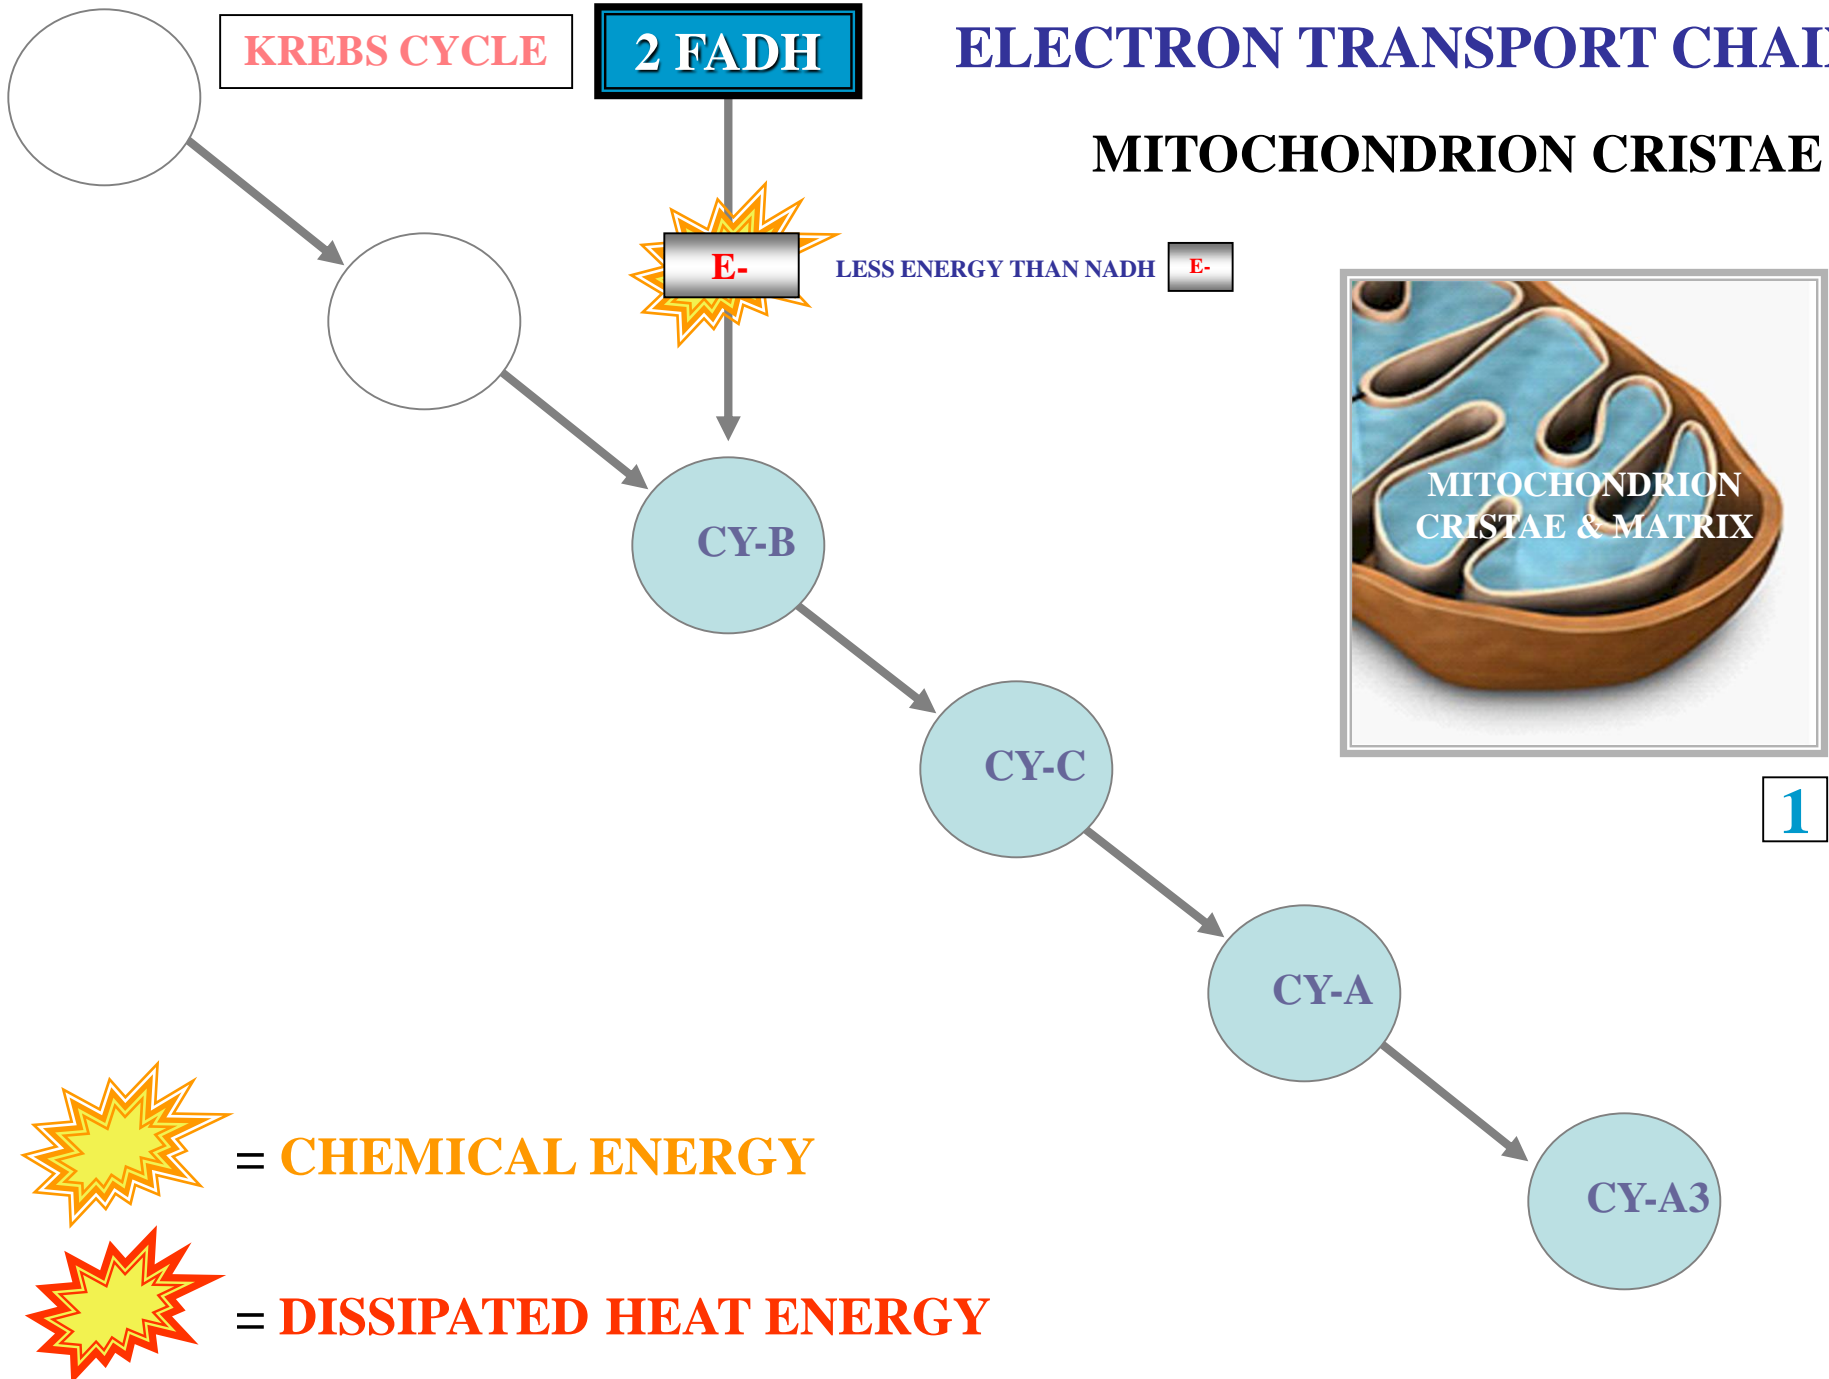 KREBS CYCLE
2 FADH
ELECTRON TRANSPORT CHAI
MITOCHONDRION CRISTAE
E-
LESS ENERGY THAN NADH
E-
MITOCHONDRION
CRISTAE & MATRIX
CY-B
CY-C
1
CY-A
= CHEMICAL ENERGY
CY-A3
= DISSIPATED HEAT ENERGY